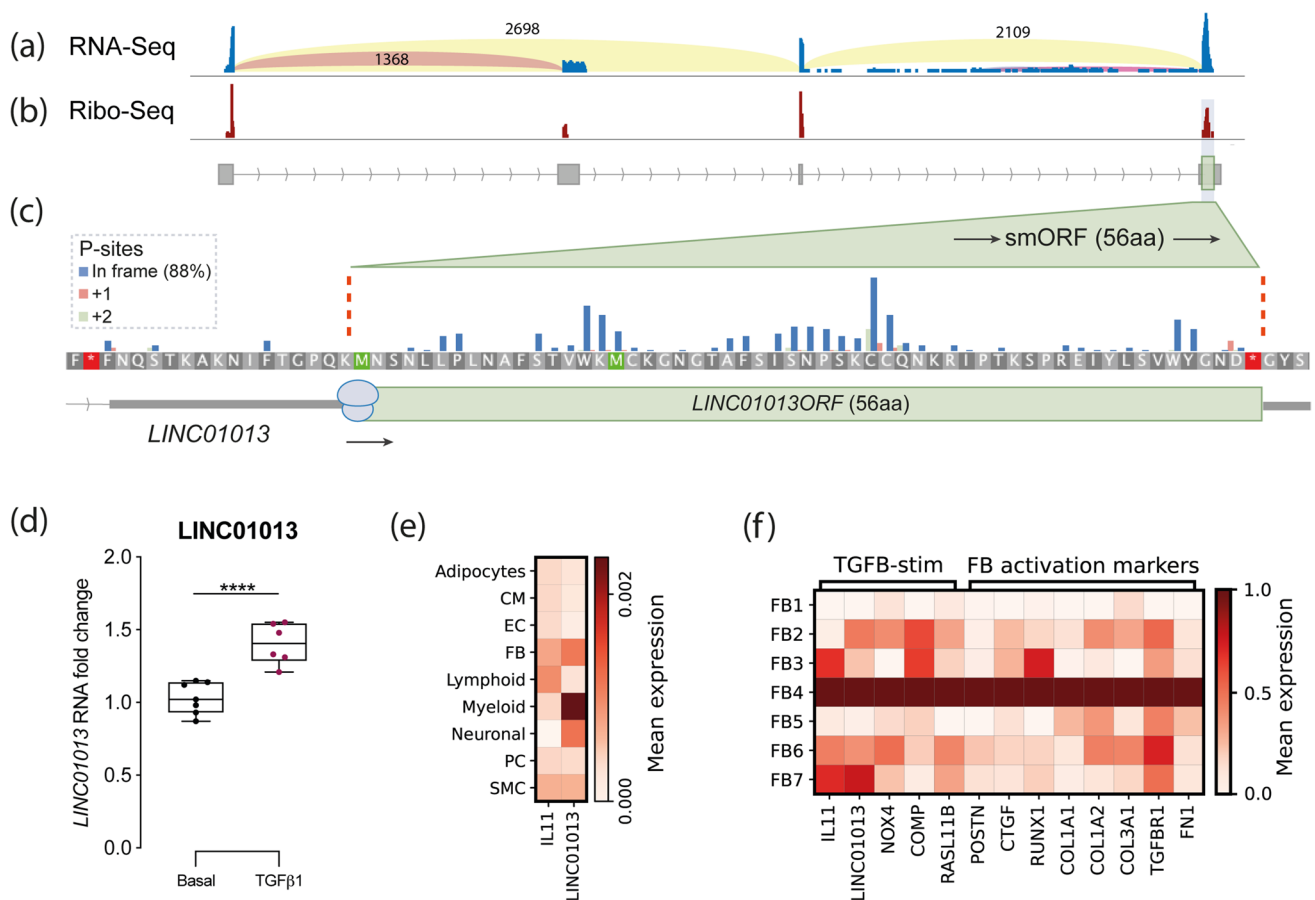 (a) RNA-Seq
2698
1368
2109
(b) Ribo-Seq
(c)
smORF (56aa)
P-sites
In frame (88%)
+1
+2
F*FNQSTKAKNIFTGPQKMNSNLLPLNAFSTVWKMCKGNGTAFSISNPSKCCQNKRIPTKSPREIYLSVWYGND*GYS
LINC01013
LINC01013ORF (56aa)
(d)
LINC01013
LINC01013 RNA fold change
2.0
1.5
1.0
0.5
0.0
****
Basal
TGFβ1
(e)
Adipocytes
CM
EC
FB
Lymphoid
Myeloid
Neuronal
PC
SMC
IL11
LINC01013
0.002
0.000
Mean expression
(f)
TGFB-stim
FB activation markers
FB1
FB2
FB3
FB4
FB5
FB6
FB7
IL11
LINC01013
NOX4
COMP
RASL11B
POSTN
CTGF
RUNX1
COL1A1
COL1A2
COL3A1
TGFBR1
FN1
1.0
0.5
0.0
Mean expression